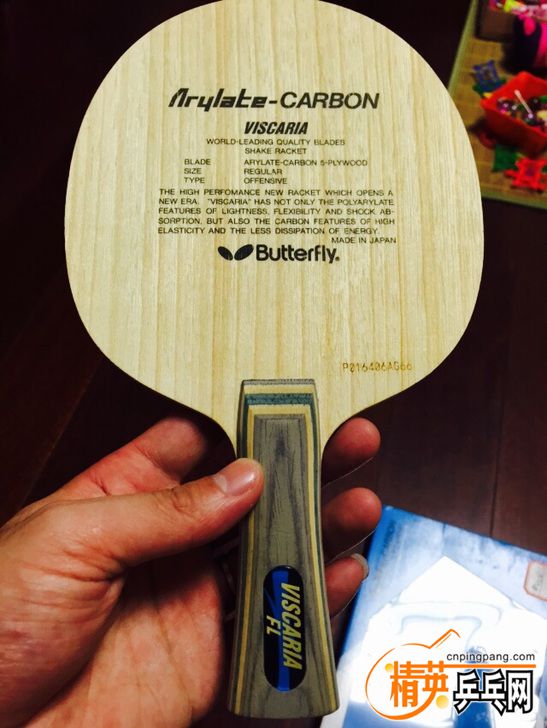 Arylate-CARBON
VISCARIA
WORLD-LEADING QUALITY BLADES
SHAKE RACKET
BLADE ARYLATE-CARBON 5-PLYWOOD
SIZE REGULAR
TYPE OFFENSIVE
THE HIGH PERFOMANCE NEW RACKET WHICH OPENS A
NEW ERA. "VISCARIA" HAS NOT ONLY THE POLYARYLATE
FEATURES OF LIGHTNESS, FLEXIBILITY AND SHOCK AB-
SORPTION, BUT ALSO THE CARBON FEATURES OF HIGH
ELASTICITY AND THE LESS DISSIPATION OF ENERGY.
MADE IN JAPAN
Butterfly®
P016406AG66
VISCARIA
FL
cnpingpang.com
精英乒乓网